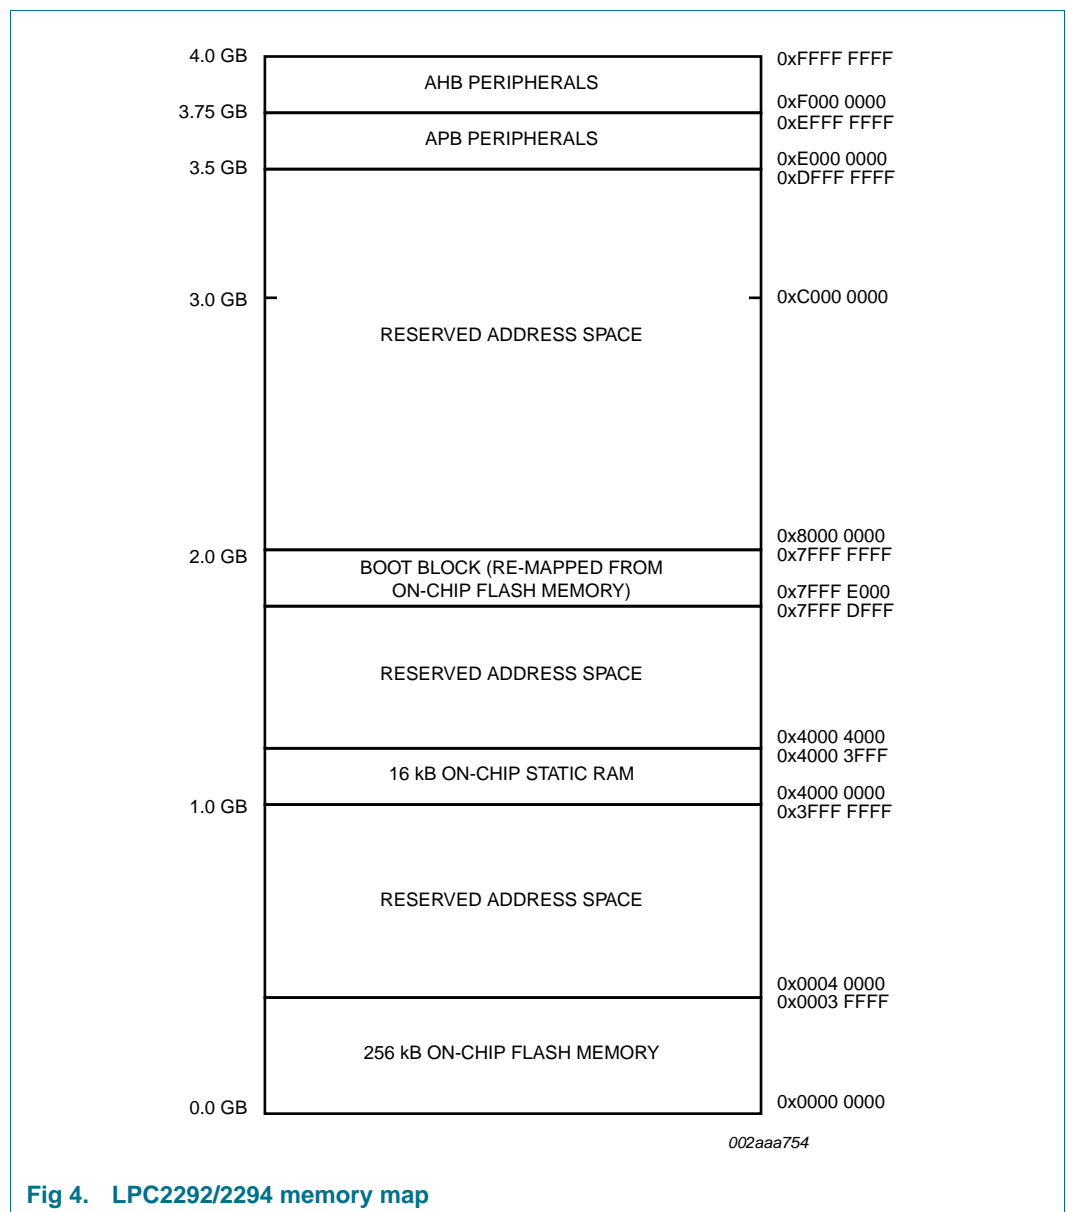 4.0 GB
0xFFFF FFFF
AHB PERIPHERALS
0xF000 0000
3.75 GB
0xEFFF FFFF
APB PERIPHERALS
0xE000 0000
3.5 GB
0xDFFF FFFF
3.0 GB
0xC000 0000
RESERVED ADDRESS SPACE
0x8000 0000
2.0 GB
0x7FFF FFFF
BOOT BLOCK (RE-MAPPED FROM
ON-CHIP FLASH MEMORY)
0x7FFF E000
0x7FFF DFFF
RESERVED ADDRESS SPACE
0x4000 4000
0x4000 3FFF
16 kB ON-CHIP STATIC RAM
0x4000 0000
1.0 GB
0x3FFF FFFF
RESERVED ADDRESS SPACE
0x0004 0000
0x0003 FFFF
256 kB ON-CHIP FLASH MEMORY
0.0 GB
0x0000 0000
002aaa754
Fig 4. LPC2292/2294 memory map